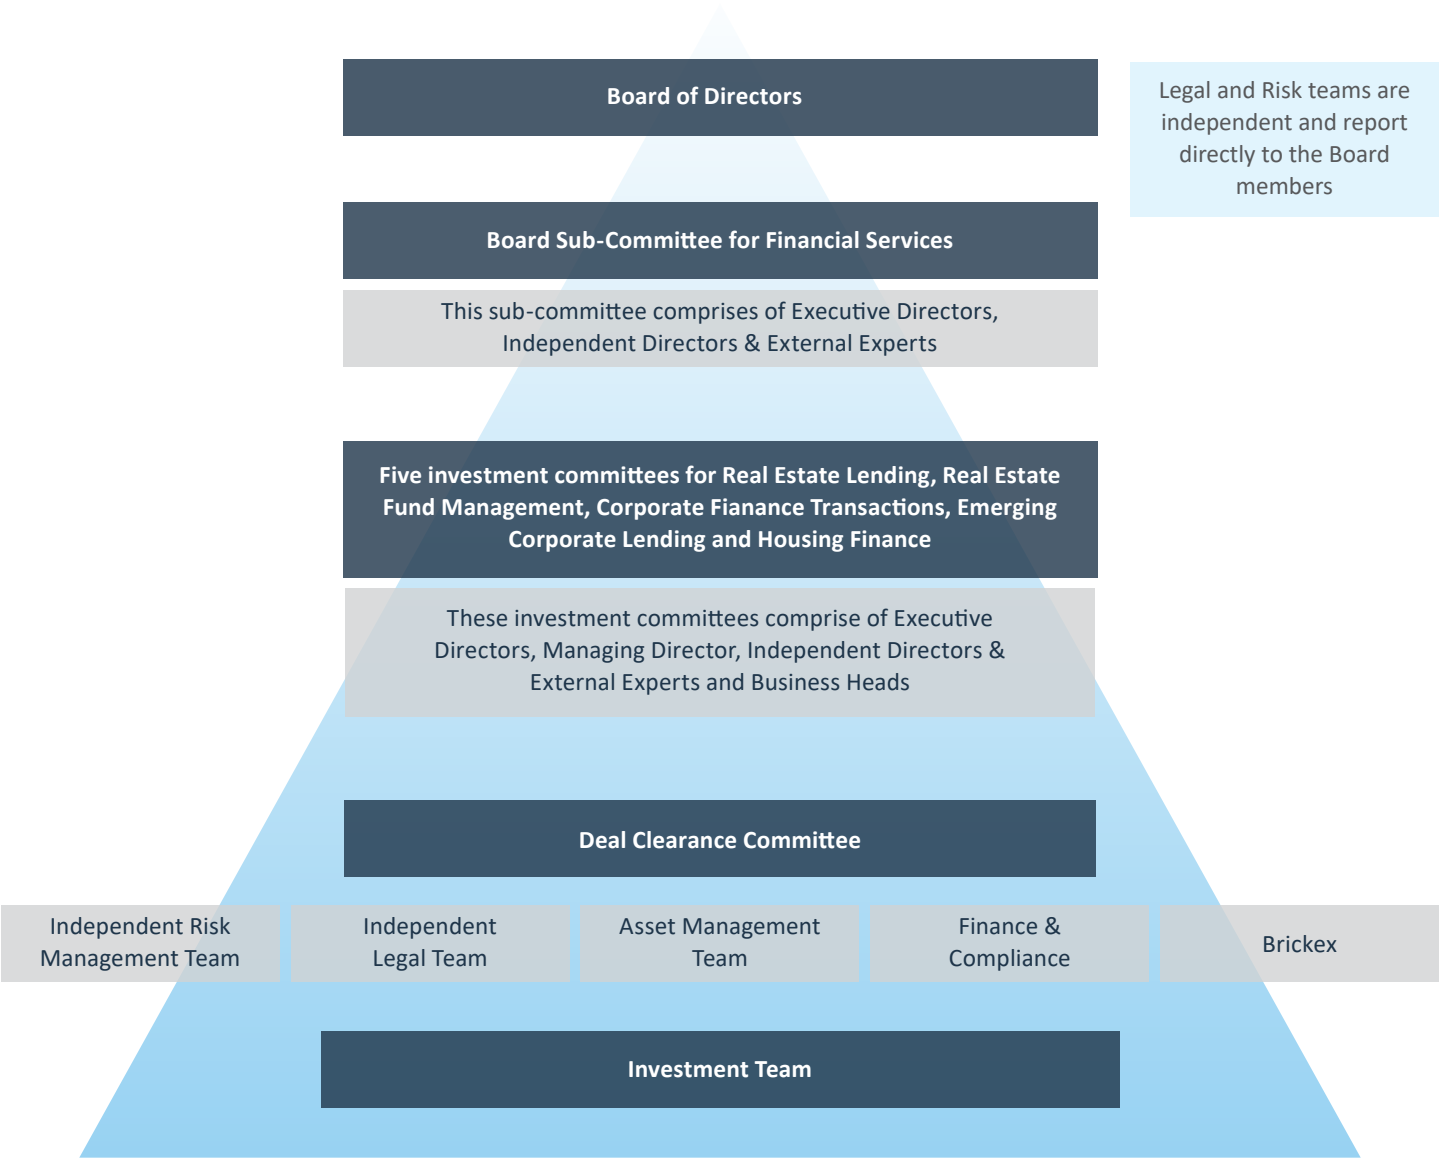 Board of Directors
Legal and Risk teams are
independent and report
directly to the Board
members
Board Sub-Committee for Financial Services
This sub-committee comprises of Executive Directors,
Independent Directors & External Experts
Five investment committees for Real Estate Lending, Real Estate
Fund Management, Corporate Fianance Transactions, Emerging
Corporate Lending and Housing Finance
These investment committees comprise of Executive
Directors, Managing Director, Independent Directors &
External Experts and Business Heads
Deal Clearance Committee
Independent Risk
Management Team
Independent
Legal Team
Asset Management
Team
Finance &
Compliance
Brickex
Investment Team